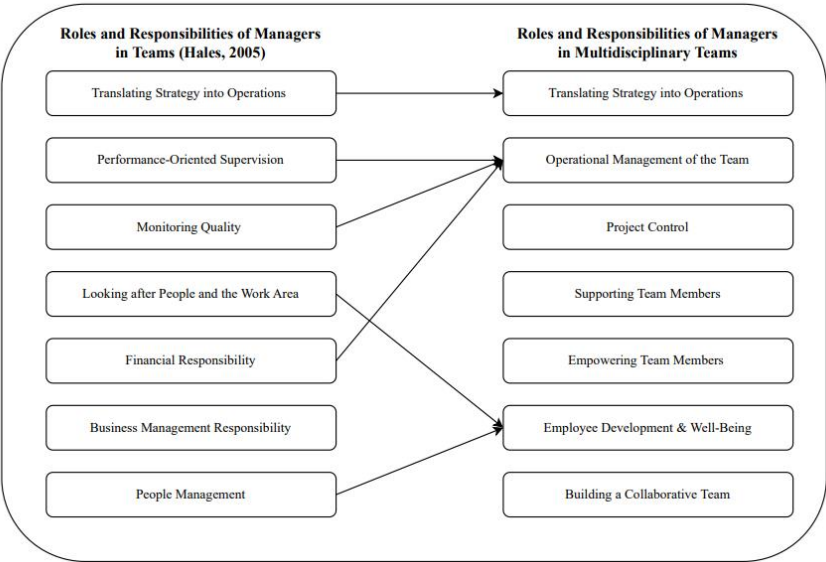 Roles and Responsibilities of Managers
in Teams (Hales, 2005)
Translating Strategy into Operations
Performance-Oriented Supervision
Monitoring Quality
Looking after People and the Work Area
Financial Responsibility
Business Management Responsibility
People Management
Roles and Responsibilities of Managers
in Multidisciplinary Teams
Translating Strategy into Operations
Operational Management of the Team
Project Control
Supporting Team Members
Empowering Team Members
Employee Development & Well-Being
Building a Collaborative Team